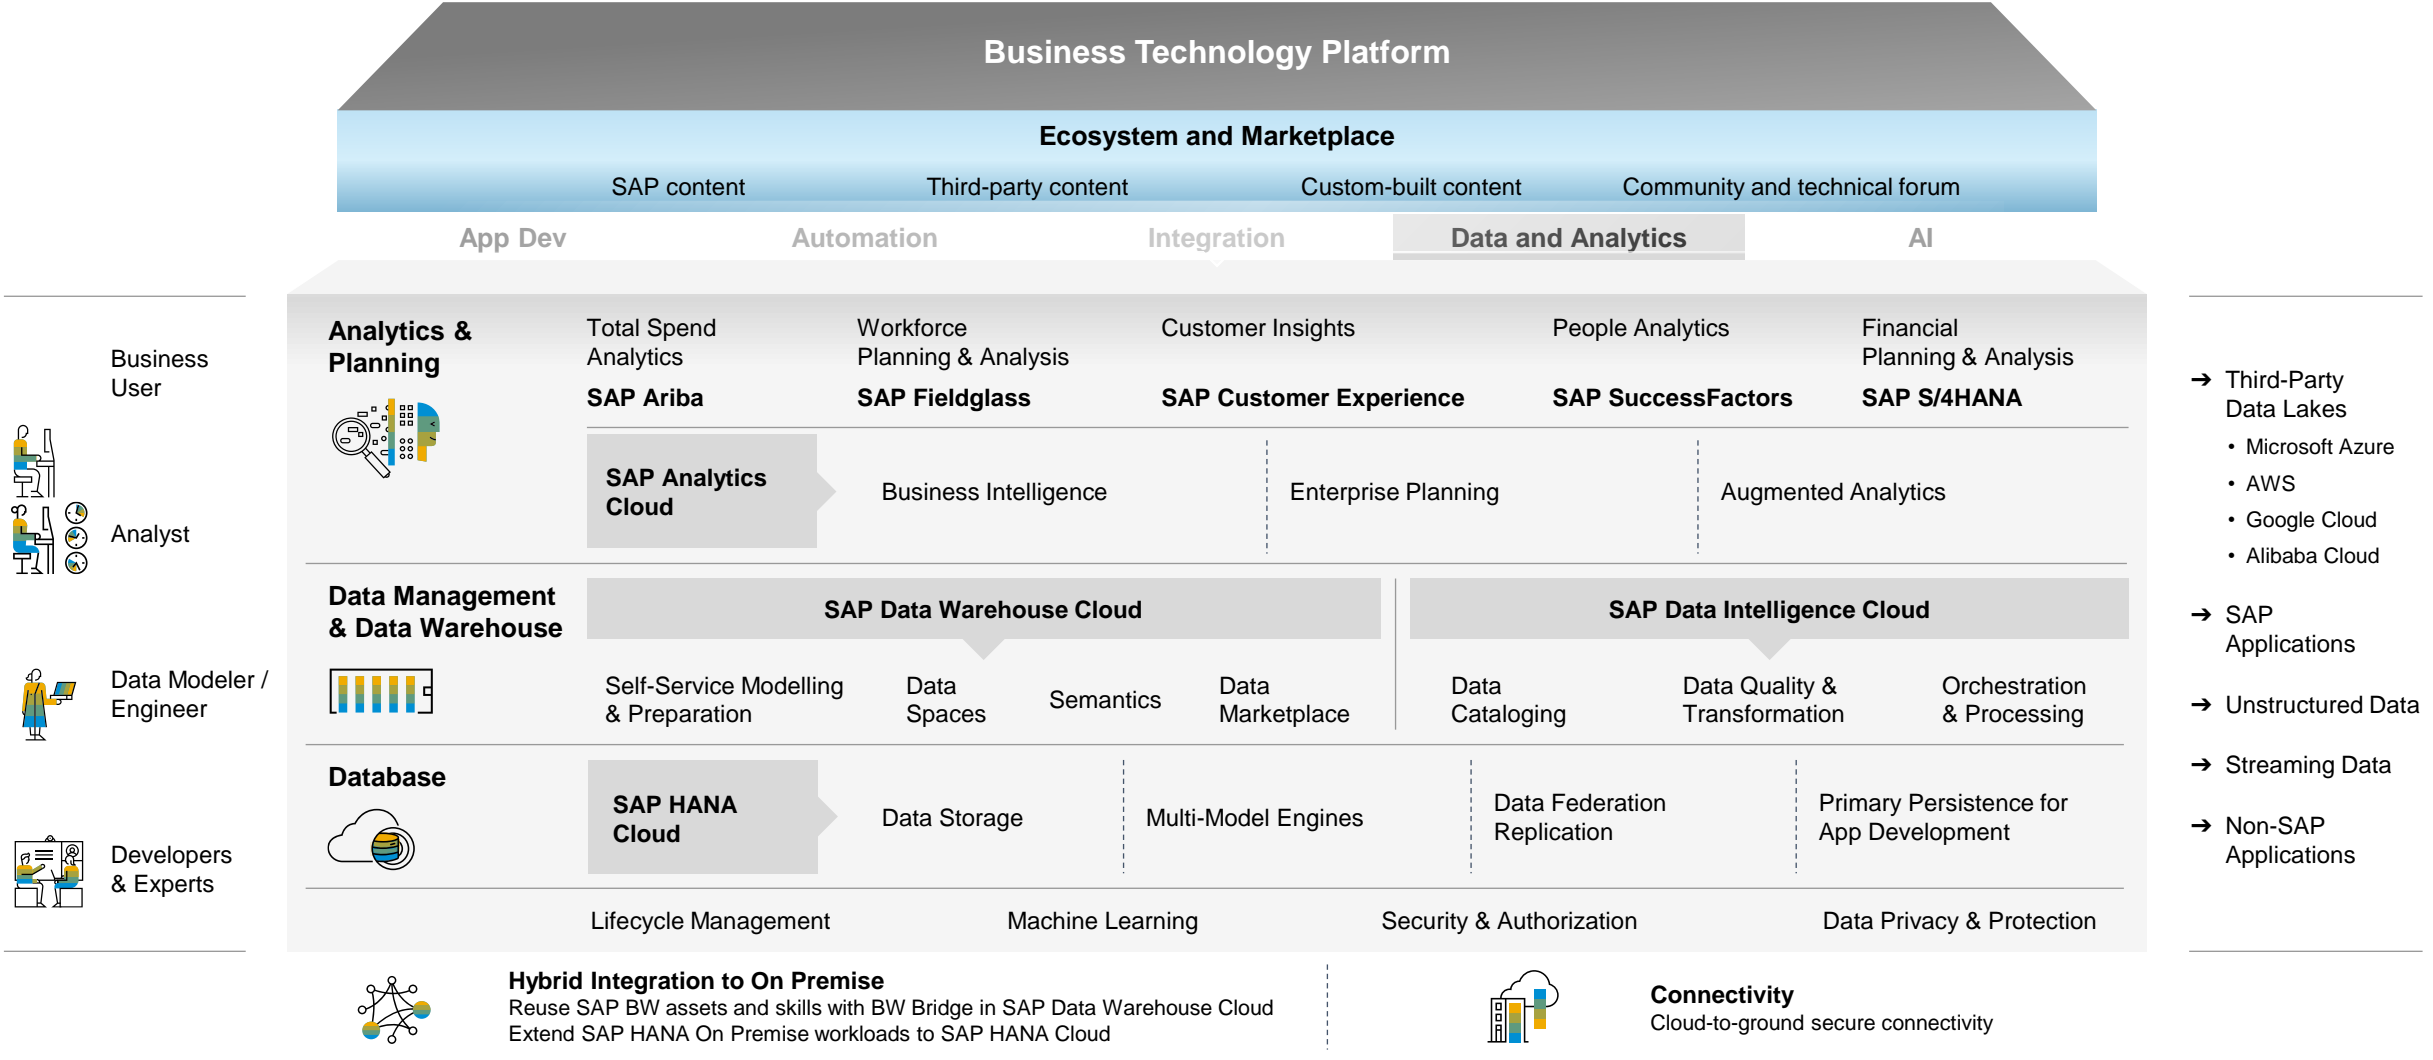 Business Technology Platform
Ecosystem and Marketplace
SAP content
Third-party content
Custom-built content
Community and technical forum
App Dev
Automation
Integration
Data and Analytics
AI
Business
User
Analyst
Data Modeler /
Engineer
Developers
& Experts
Analytics &
Planning
Total Spend
Analytics
SAP Ariba
Workforce
Planning & Analysis
SAP Fieldglass
Customer Insights
SAP Customer Experience
People Analytics
SAP SuccessFactors
Financial
Planning & Analysis
SAP S/4HANA
SAP Analytics
Cloud
Business Intelligence
Enterprise Planning
Augmented Analytics
Data Management
& Data Warehouse
SAP Data Warehouse Cloud
Self-Service Modelling
& Preparation
Data
Spaces
Semantics
Data
Marketplace
SAP Data Intelligence Cloud
Data
Cataloging
Data Quality &
Transformation
Orchestration
& Processing
Database
SAP HANA
Cloud
Data Storage
Multi-Model Engines
Data Federation
Replication
Primary Persistence for
App Development
Lifecycle Management
Machine Learning
Security & Authorization
Data Privacy & Protection
➔ Third-Party
Data Lakes
• Microsoft Azure
• AWS
• Google Cloud
• Alibaba Cloud
➔ SAP
Applications
➔ Unstructured Data
➔ Streaming Data
➔ Non-SAP
Applications
Hybrid Integration to On Premise
Reuse SAP BW assets and skills with BW Bridge in SAP Data Warehouse Cloud
Extend SAP HANA On Premise workloads to SAP HANA Cloud
Connectivity
Cloud-to-ground secure connectivity